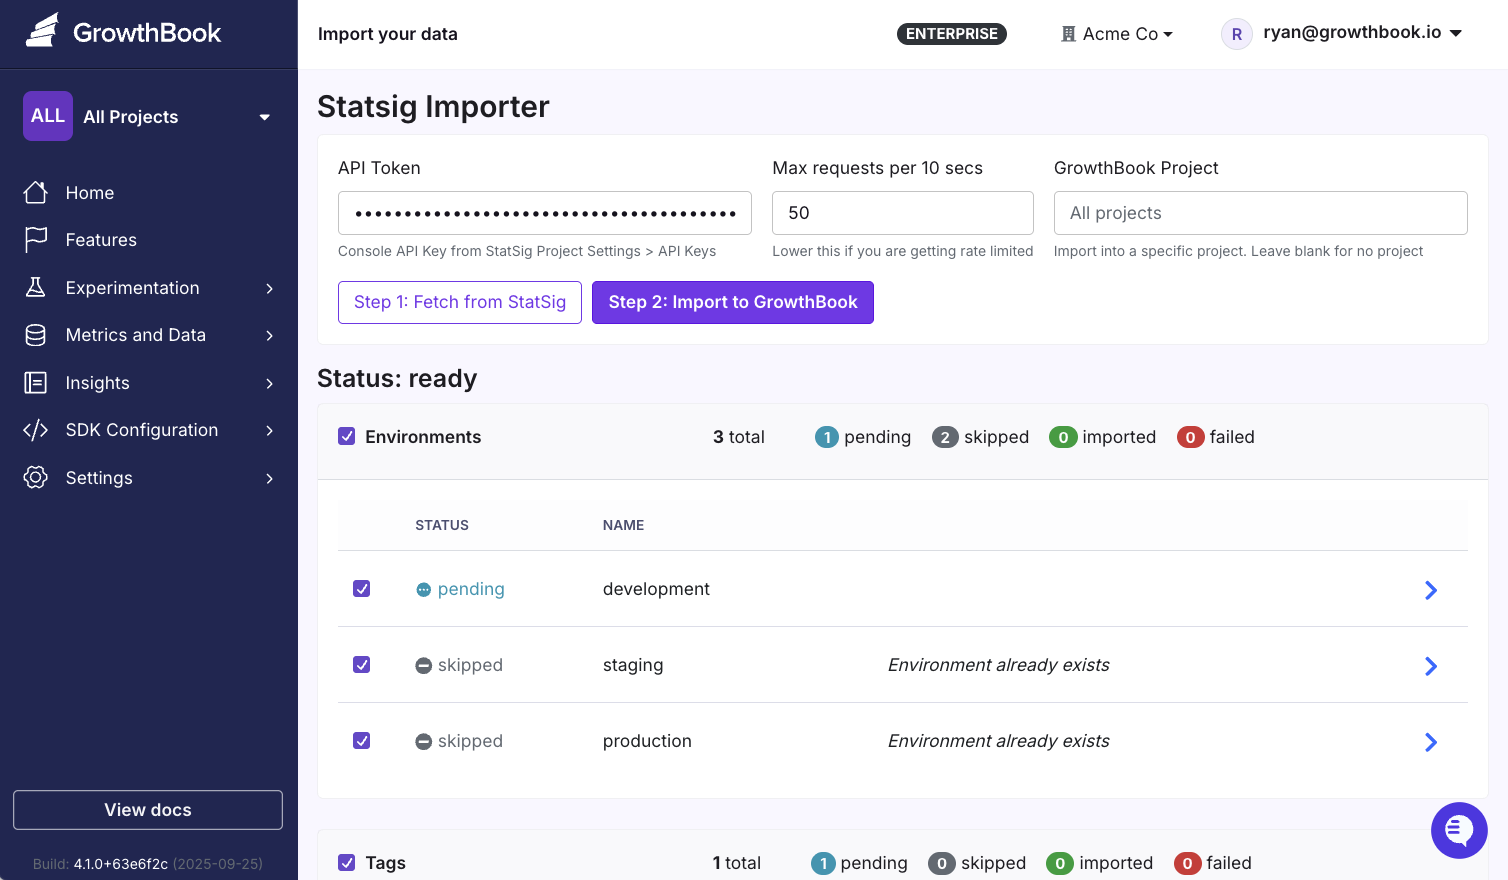 GrowthBook
Import your data
ENTERPRISE
Acme Co
R
ryan@growthbook.io
ALL
All Projects
Home
Features
Experimentation
Metrics and Data
Insights
SDK Configuration
Settings
View docs
Build: 4.1.0+63e6f2c (2025-09-25)
Statsig Importer
API Token
••••••••••••••••••••••••••••••••••••••••
Console API Key from StatSig Project Settings > API Keys
Max requests per 10 secs
50
Lower this if you are getting rate limited
GrowthBook Project
All projects
Import into a specific project. Leave blank for no project
Step 1: Fetch from StatSig
Step 2: Import to GrowthBook
Status: ready
Environments 3 total 1 pending 2 skipped 0 imported 0 failed
STATUS NAME
pending development
skipped staging Environment already exists
skipped production Environment already exists
Tags 1 total 1 pending 0 skipped 0 imported 0 failed